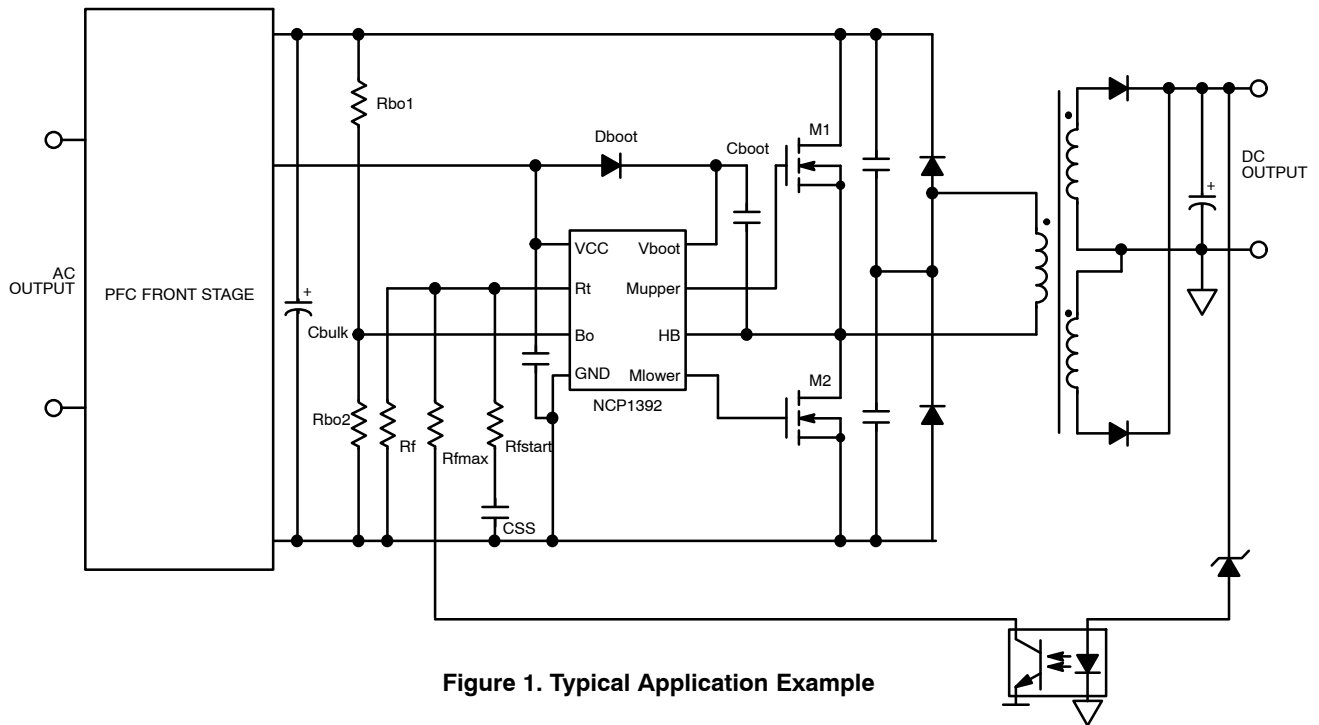 Rbo1
Dboot
Cboot
M1
DC
OUTPUT
+
AC
OUTPUT
PFC FRONT STAGE
+
Cbulk
VCC
Vboot
Rt
Mupper
Bo
HB
GND
Mlower
NCP1392
M2
Rbo2
Rf
Rfmax
Rfstart
CSS
Figure 1. Typical Application Example